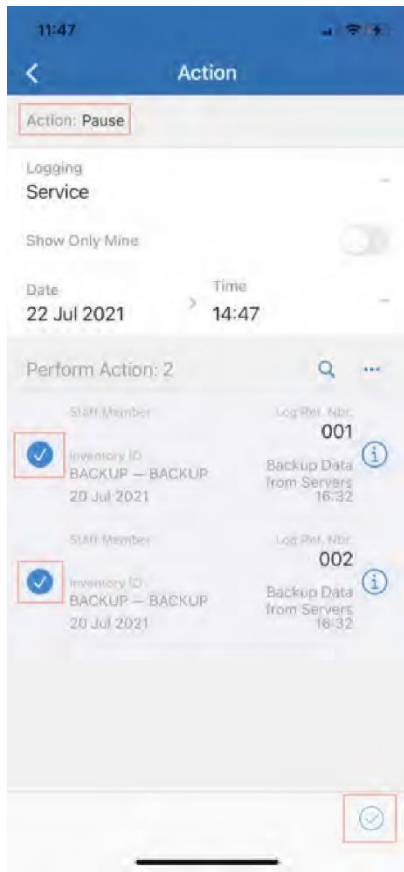 11:47
Action
Action: Pause
Logging
Service
Show Only Mine
Date
Time
22 Jul 2021
14:47
Perform Action: 2
Staff Member
Log Ref. Nbr.
001
Inventory ID
BACKUP – BACKUP
Backup Data
from Servers
20 Jul 2021
16:32
Staff Member
Log Ref. Nbr.
002
Inventory ID
BACKUP – BACKUP
Backup Data
from Servers
20 Jul 2021
16:32